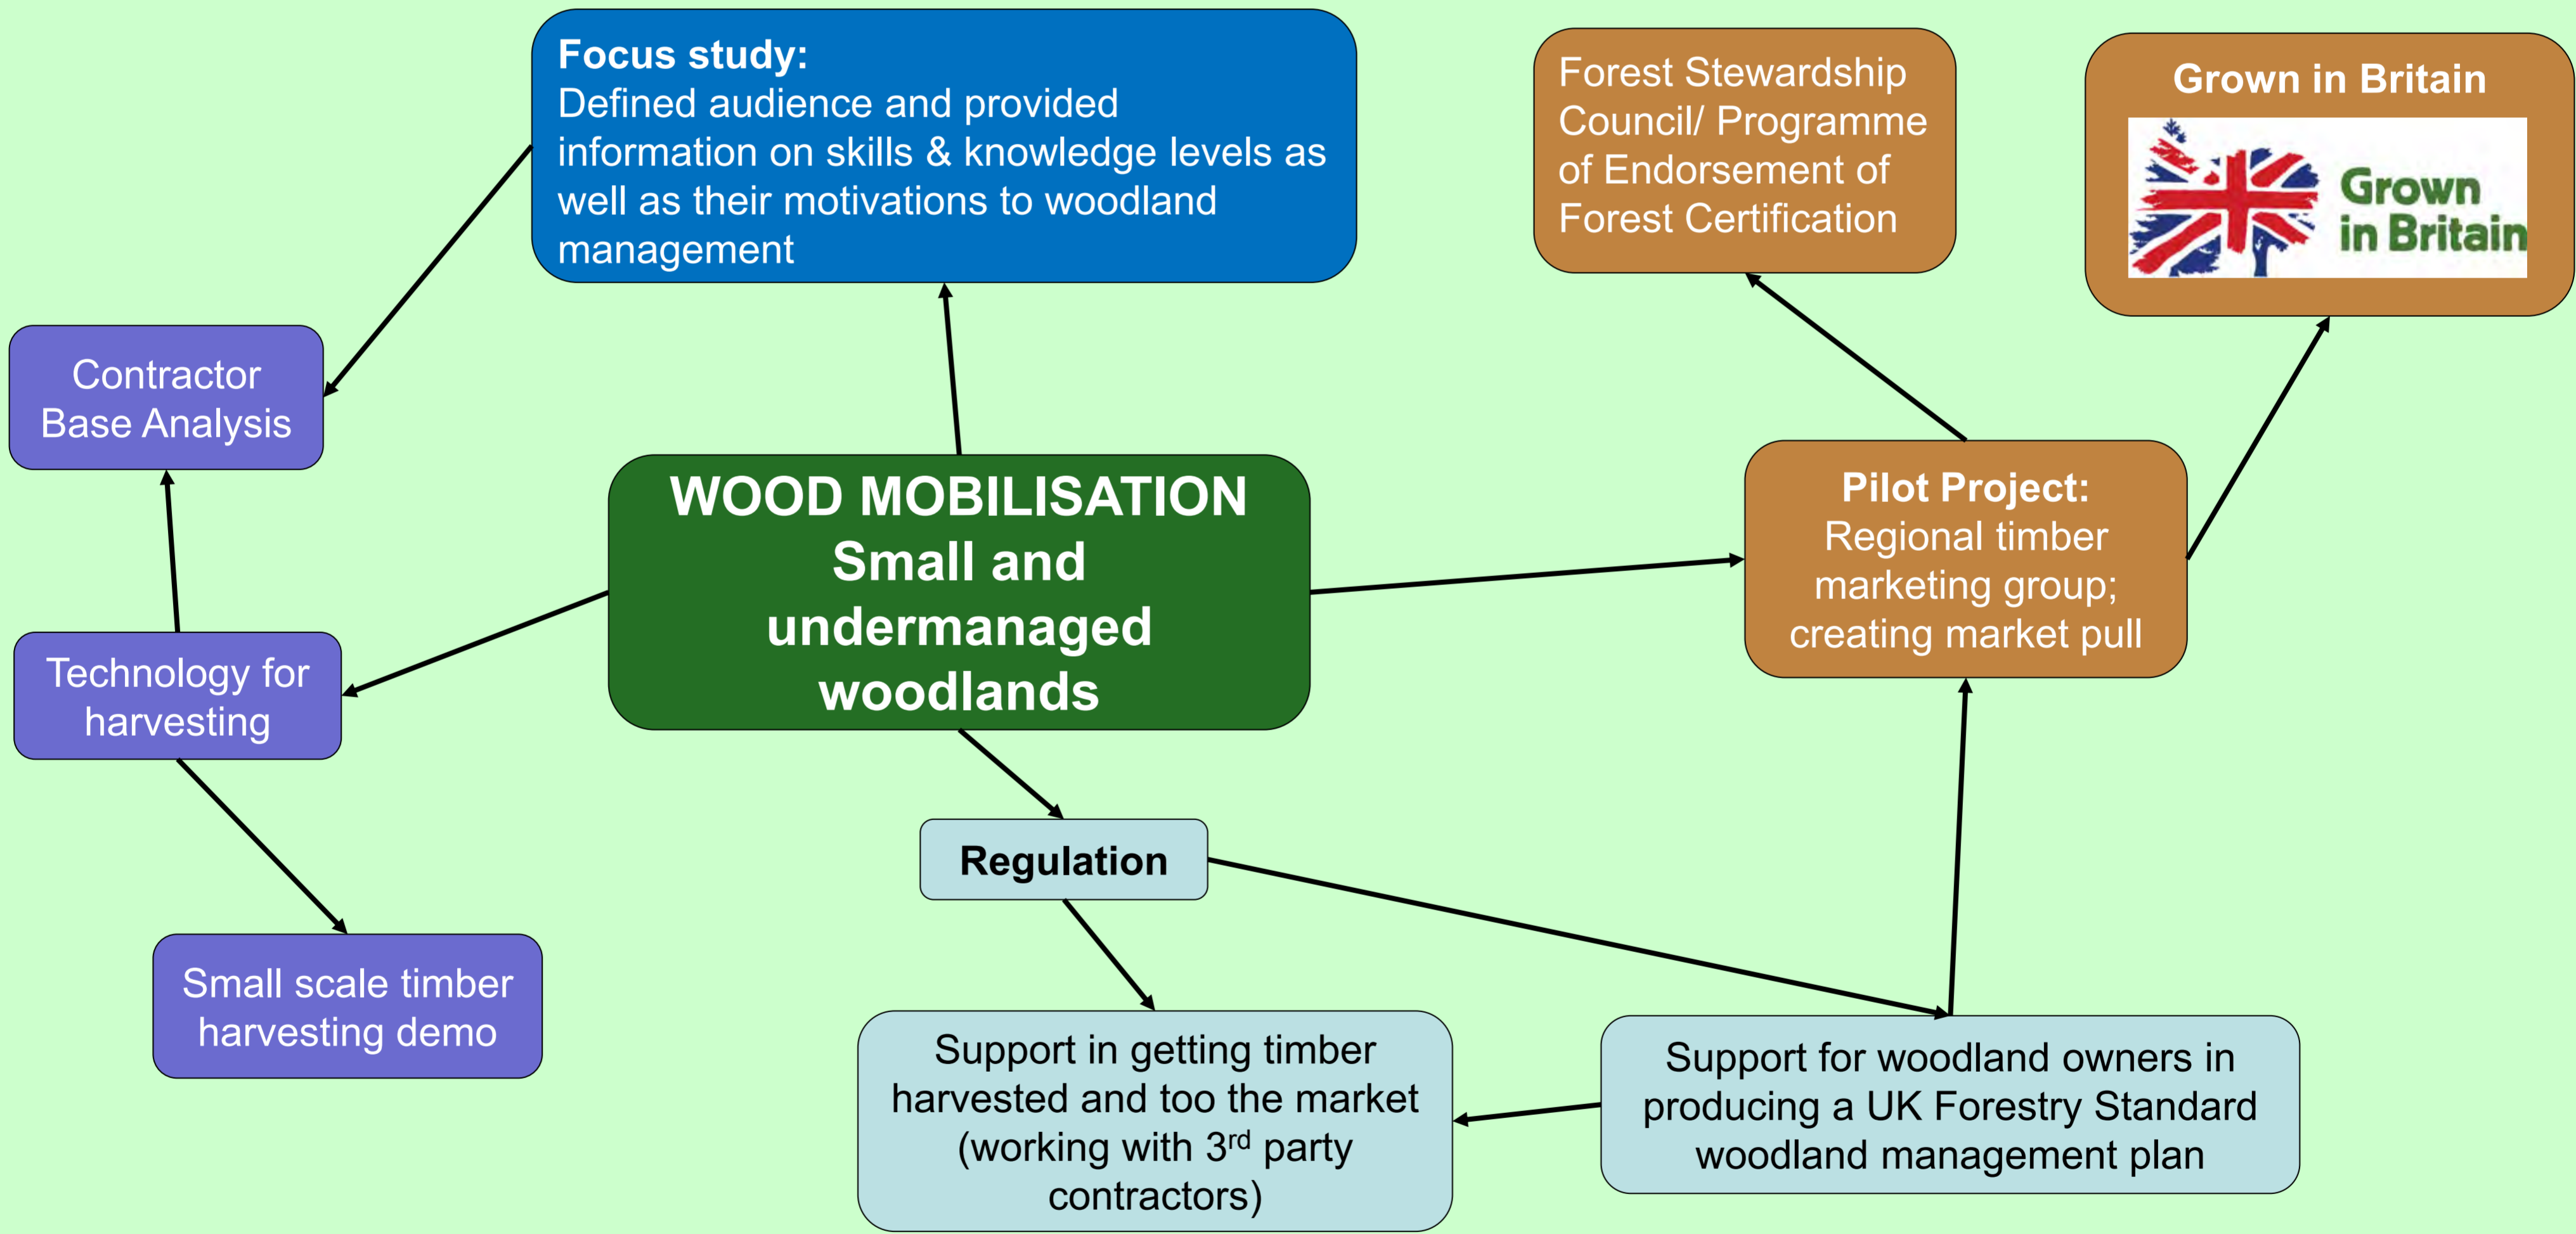 Focus study:
Defined audience and provided
information on skills & knowledge levels as
well as their motivations to woodland
management
Forest Stewardship
Council/ Programme
of Endorsement of
Forest Certification
Grown in Britain
Grown
in Britain
Contractor
Base Analysis
WOOD MOBILISATION
Small and
undermanaged
woodlands
Pilot Project:
Regional timber
marketing group;
creating market pull
Technology for
harvesting
Regulation
Small scale timber
harvesting demo
Support in getting timber
harvested and too the market
(working with 3rd party
contractors)
Support for woodland owners in
producing a UK Forestry Standard
woodland management plan